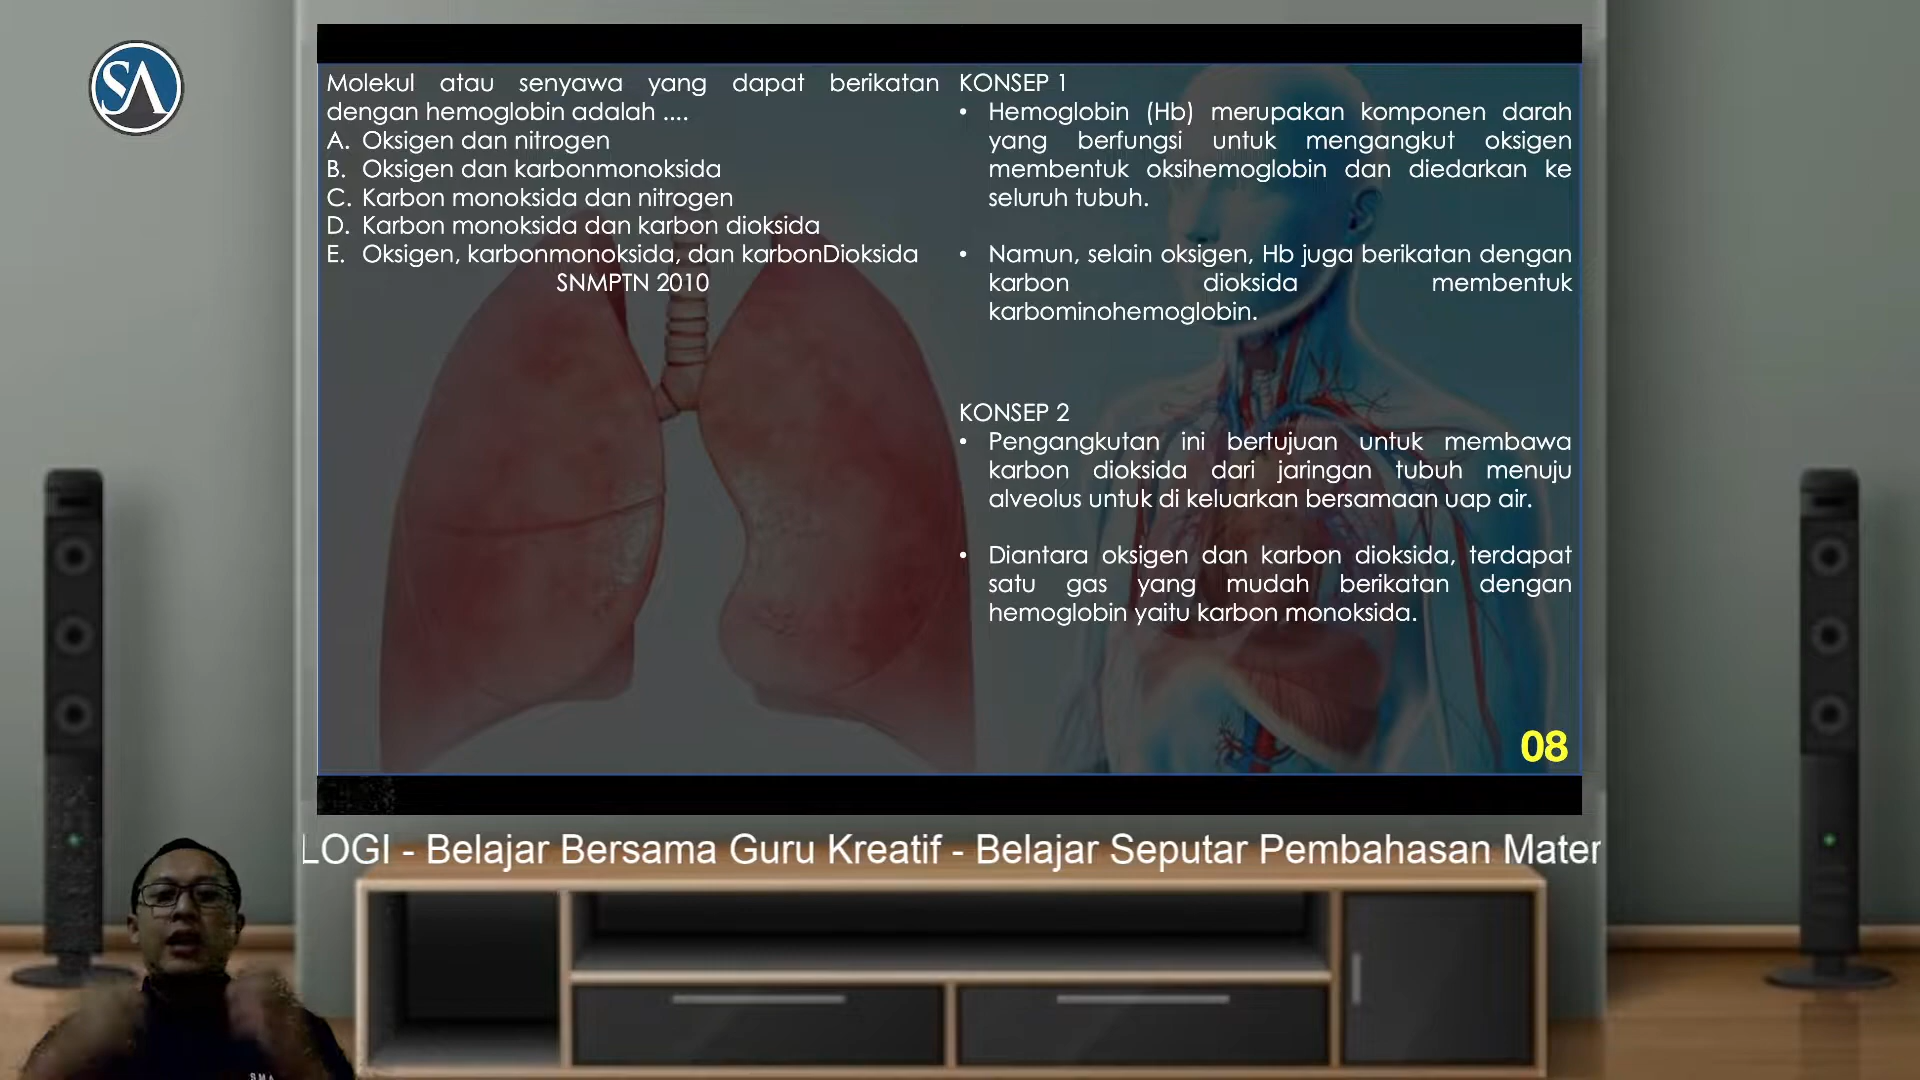 SA
Molekul atau senyawa yang dapat berikatan
dengan hemoglobin adalah ....
A. Oksigen dan nitrogen
B. Oksigen dan karbonmonoksida
C. Karbon monoksida dan nitrogen
D. Karbon monoksida dan karbon dioksida
E. Oksigen, karbonmonoksida, dan karbonDioksida
SNMPTN 2010
KONSEP 1
• Hemoglobin (Hb) merupakan komponen darah
yang berfungsi untuk mengangkut oksigen
membentuk oksihemoglobin dan diedarkan ke
seluruh tubuh.
• Namun, selain oksigen, Hb juga berikatan dengan
karbon dioksida membentuk
karbominohemoglobin.
KONSEP 2
• Pengangkutan ini bertujuan untuk membawa
karbon dioksida dari jaringan tubuh menuju
alveolus untuk di keluarkan bersamaan uap air.
• Diantara oksigen dan karbon dioksida, terdapat
satu gas yang mudah berikatan dengan
hemoglobin yaitu karbon monoksida.
08
LOGI - Belajar Bersama Guru Kreatif - Belajar Seputar Pembahasan Mater